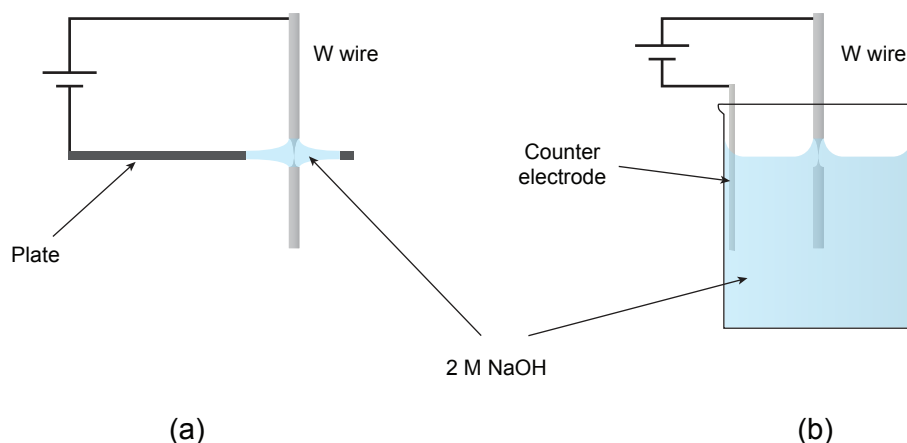 W wire
W wire
Counter
electrode
Plate
2 M NaOH
(a)
(b)